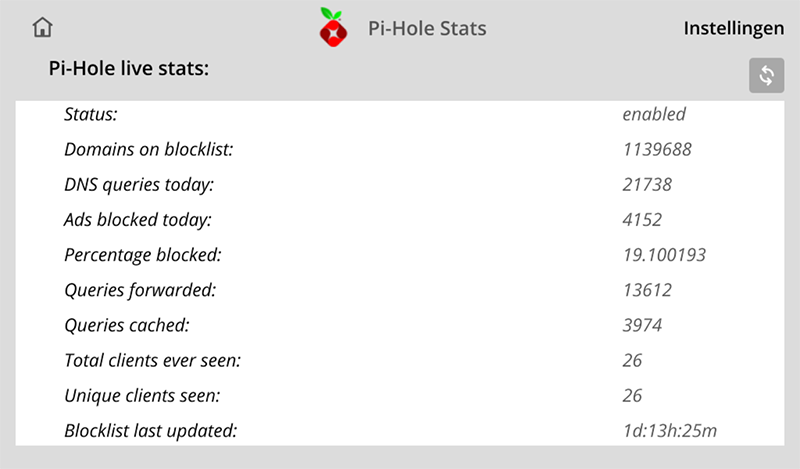 Pi-Hole Stats
Instellingen
Pi-Hole live stats:
Status: enabled
Domains on blocklist: 1139688
DNS queries today: 21738
Ads blocked today: 4152
Percentage blocked: 19.100193
Queries forwarded: 13612
Queries cached: 3974
Total clients ever seen: 26
Unique clients seen: 26
Blocklist last updated: 1d:13h:25m